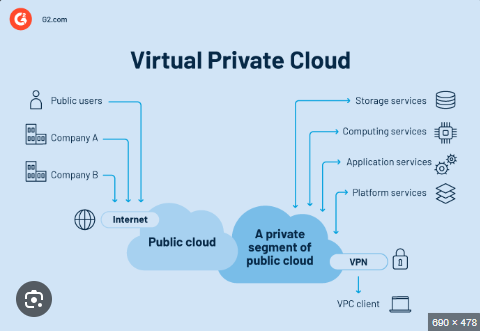 G2.com
Virtual Private Cloud
Public users
Company A
Company B
Internet
Public cloud
A private
segment of
public cloud
Storage services
Computing services
Application services
Platform services
VPN
VPC client
690 × 478